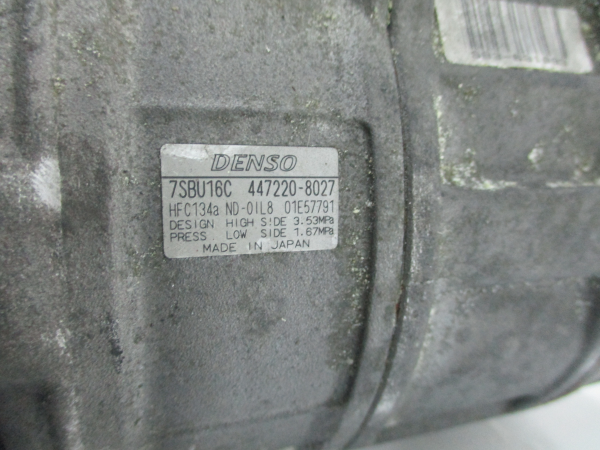 DENSO
7SBU16C 447220-8027
HFC134a ND-OIL8 01E57791
DESIGN HIGH SIDE 3.53MPa
PRESS LOW SIDE 1.67MPa
MADE IN JAPAN